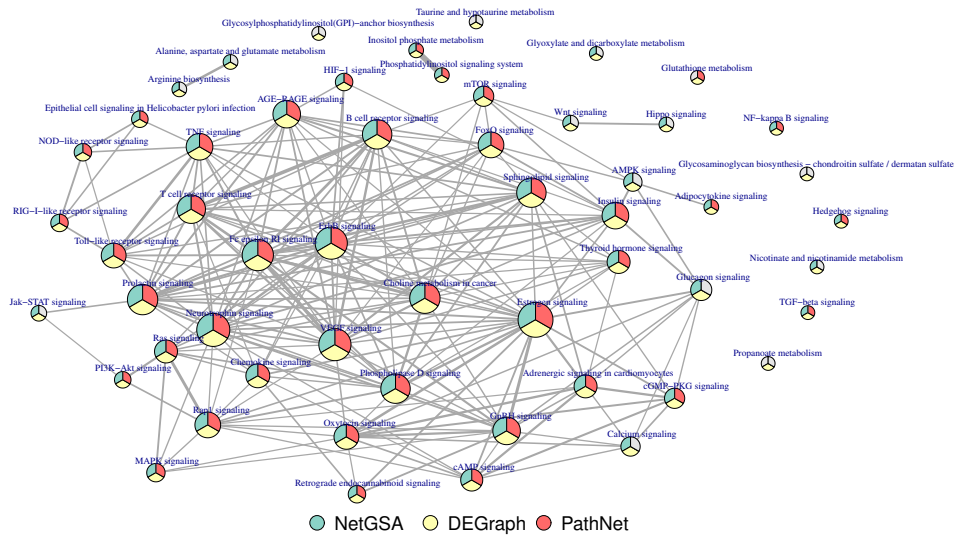 Taurine and hypotaurine metabolism
Glycosylphosphatidylinositol(GPI)−anchor biosynthesis
Inositol phosphate metabolism
Glyoxylate and dicarboxylate metabolism
Alanine, aspartate and glutamate metabolism
Phosphatidylinositol signaling system
Glutathione metabolism
HIF−1 signaling
Arginine biosynthesis
mTOR signaling
AGE−RAGE signaling
Epithelial cell signaling in Helicobacter pylori infection
B cell receptor signaling
Wnt signaling
Hippo signaling
NF−kappa B signaling
TNF signaling
FoxO signaling
NOD−like receptor signaling
Glycosaminoglycan biosynthesis − chondroitin sulfate / dermatan sulfate
AMPK signaling
Sphingolipid signaling
T cell receptor signaling
Adipocytokine signaling
Insulin signaling
RIG−I−like receptor signaling
Hedgehog signaling
ErbB signaling
Fc epsilon RI signaling
Toll−like receptor signaling
Thyroid hormone signaling
Nicotinate and nicotinamide metabolism
Glucagon signaling
Prolactin signaling
Choline metabolism in cancer
Jak−STAT signaling
Estrogen signaling
TGF−beta signaling
Neurotrophin signaling
VEGF signaling
Ras signaling
Propanoate metabolism
Chemokine signaling
PI3K−Akt signaling
Phospholipase D signaling
Adrenergic signaling in cardiomyocytes
cGMP−PKG signaling
Rap1 signaling
GnRH signaling
Oxytocin signaling
Calcium signaling
MAPK signaling
cAMP signaling
Retrograde endocannabinoid signaling
NetGSA DEGraph PathNet